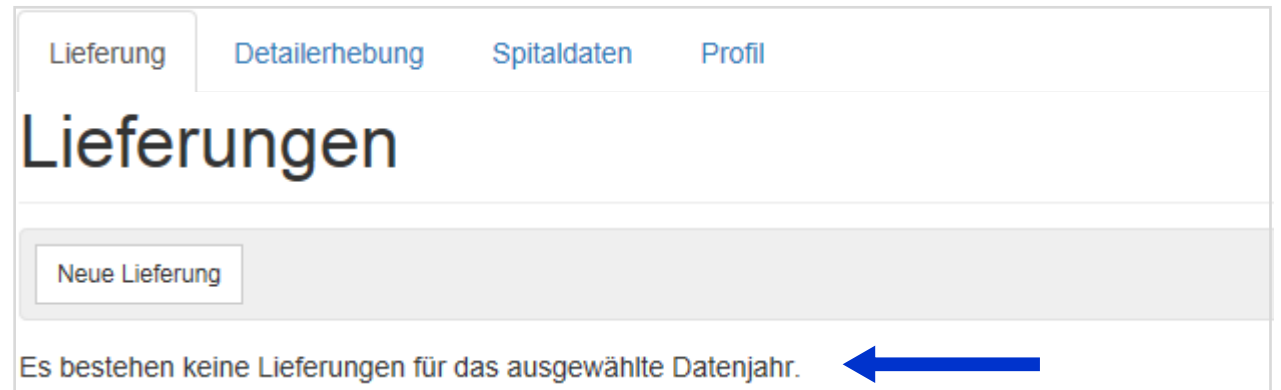 Lieferung Detailerhebung Spitaldaten Profil
Lieferungen
Neue Lieferung
Es bestehen keine Lieferungen für das ausgewählte Datenjahr.